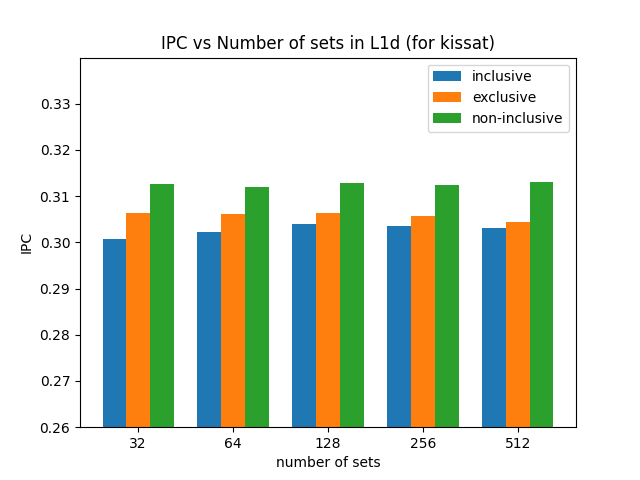 IPC vs Number of sets in L1d (for kissat)
inclusive
exclusive
non-inclusive
0.33
0.32
0.31
0.30
0.29
0.28
0.27
0.26
IPC
32 64 128 256 512
number of sets